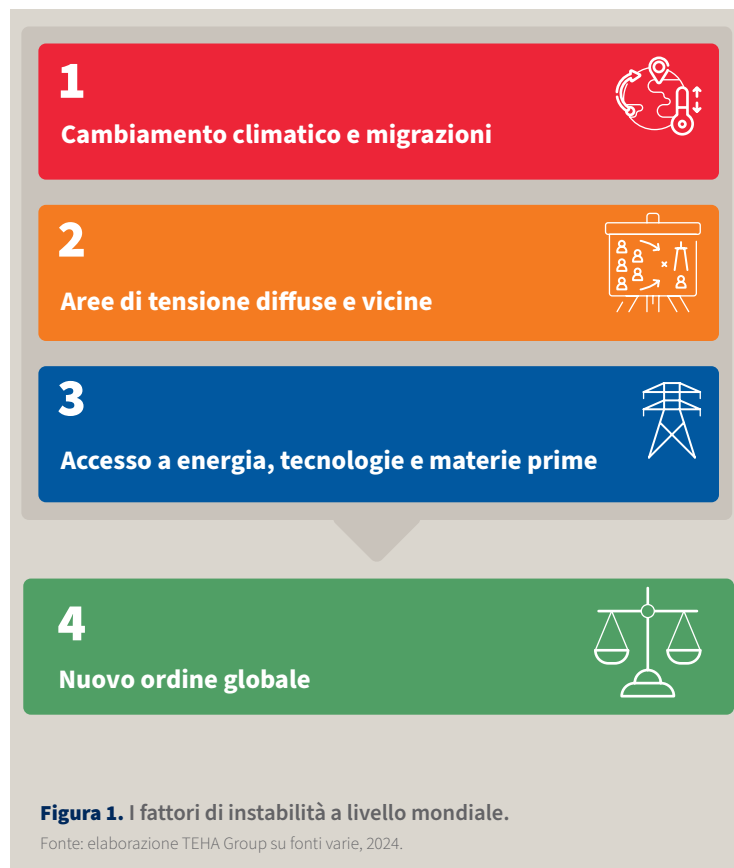 1
Cambiamento climatico e migrazioni
2
Aree di tensione diffuse e vicine
3
Accesso a energia, tecnologie e materie prime
4
Nuovo ordine globale
Figura 1. I fattori di instabilità a livello mondiale.
Fonte: elaborazione TEHA Group su fonti varie, 2024.